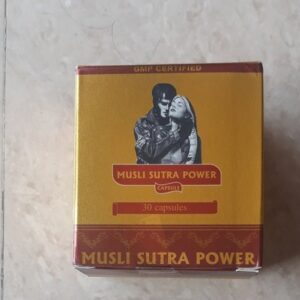 GMP CERTIFIED
MUSLI SUTRA POWER
CAPSULE
30 capsules
MUSLI SUTRA POWER